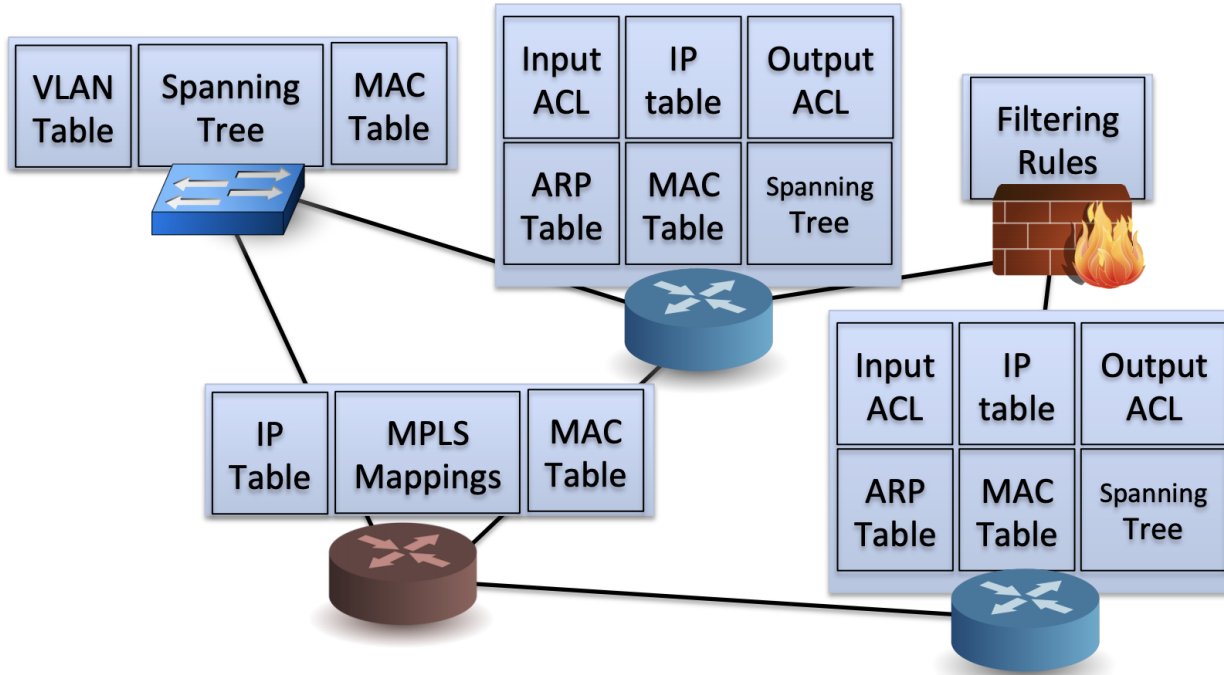 VLAN
Table
Spanning
Tree
MAC
Table
Input
ACL
IP
table
Output
ACL
ARP
Table
MAC
Table
Spanning
Tree
Filtering
Rules
IP
Table
MPLS
Mappings
MAC
Table
Input
ACL
IP
table
Output
ACL
ARP
Table
MAC
Table
Spanning
Tree